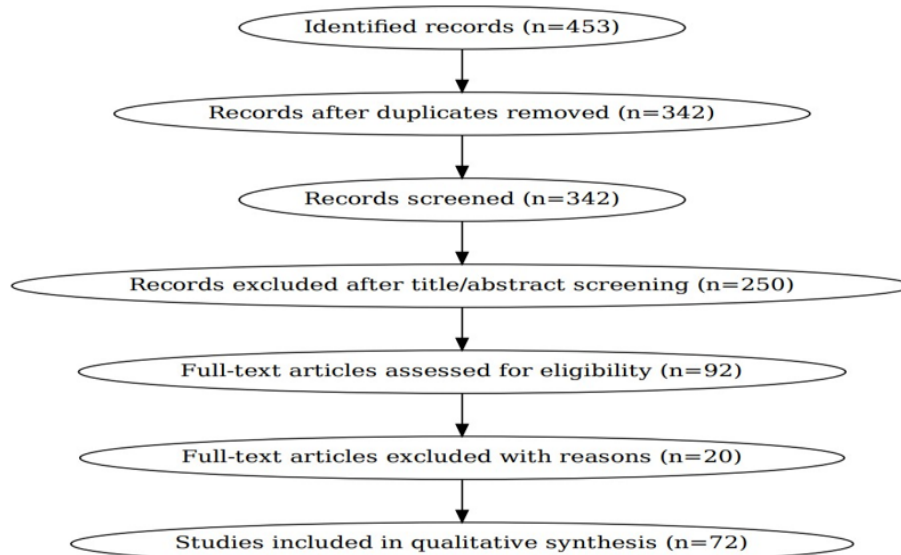 Identified records (n=453)
Records after duplicates removed (n=342)
Records screened (n=342)
Records excluded after title/abstract screening (n=250)
Full-text articles assessed for eligibility (n=92)
Full-text articles excluded with reasons (n=20)
Studies included in qualitative synthesis (n=72)